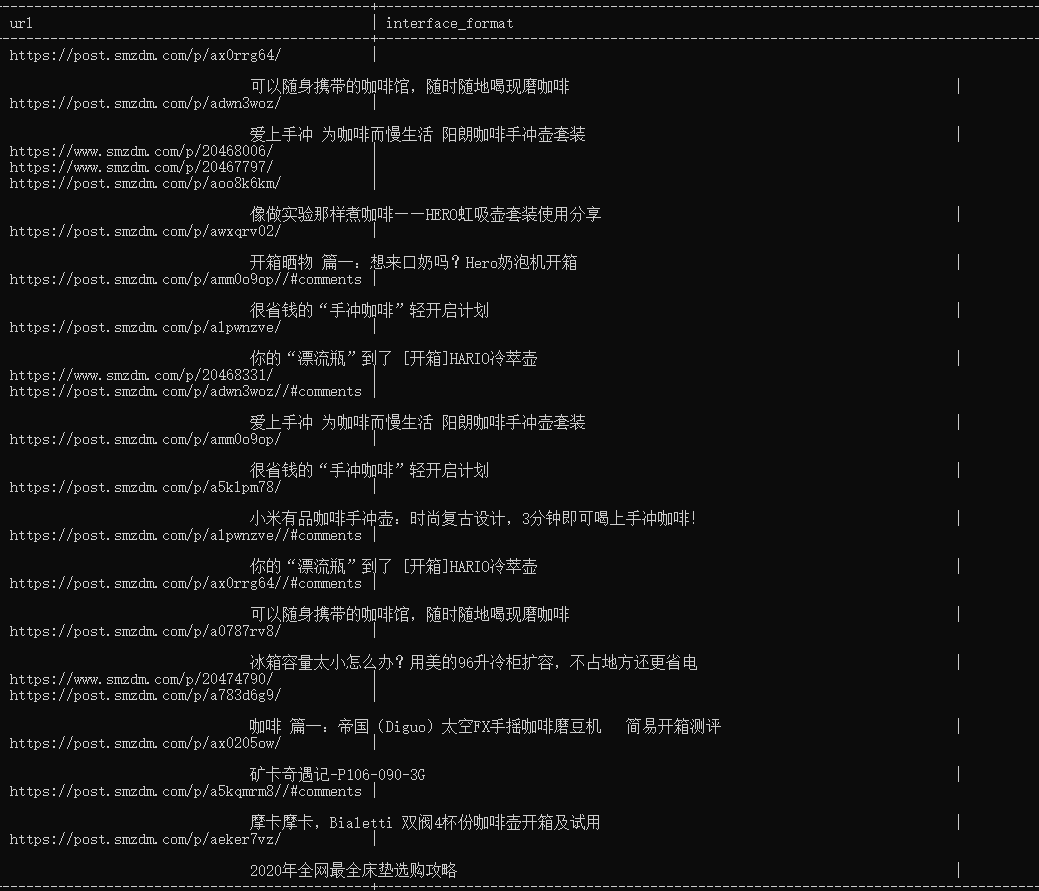 url | interface_format
https://post.smzdm.com/p/ax0rrg64/ |
可以随身携带的咖啡馆，随时随地喝现磨咖啡 |
https://post.smzdm.com/p/adwn3woz/ |
爱上手冲 为咖啡而慢生活 阳朗咖啡手冲壶套装 |
https://www.smzdm.com/p/20468006/ |
https://www.smzdm.com/p/20467797/ |
https://post.smzdm.com/p/aoo8k6km/ |
像做实验那样煮咖啡——HERO虹吸壶套装使用分享 |
https://post.smzdm.com/p/awxqrv02/ |
开箱晒物 篇一：想来口奶吗？Hero奶泡机开箱 |
https://post.smzdm.com/p/amm0o9op//#comments |
很省钱的“手冲咖啡”轻开启计划 |
https://post.smzdm.com/p/alpwnzve/ |
你的“漂流瓶”到了 [开箱]HARIO冷萃壶 |
https://www.smzdm.com/p/20468331/ |
https://post.smzdm.com/p/adwn3woz//#comments |
爱上手冲 为咖啡而慢生活 阳朗咖啡手冲壶套装 |
https://post.smzdm.com/p/amm0o9op/ |
很省钱的“手冲咖啡”轻开启计划 |
https://post.smzdm.com/p/a5klpm78/ |
小米有品咖啡手冲壶：时尚复古设计，3分钟即可喝上手冲咖啡！ |
https://post.smzdm.com/p/alpwnzve//#comments |
你的“漂流瓶”到了 [开箱]HARIO冷萃壶 |
https://post.smzdm.com/p/ax0rrg64//#comments |
可以随身携带的咖啡馆，随时随地喝现磨咖啡 |
https://post.smzdm.com/p/a0787rv8/ |
冰箱容量太小怎么办？用美的96升冷柜扩容，不占地方还更省电 |
https://www.smzdm.com/p/20474790/ |
https://post.smzdm.com/p/a783d6g9/ |
咖啡 篇一：帝国（Diguo）太空FX手摇咖啡磨豆机 简易开箱测评 |
https://post.smzdm.com/p/ax0205ow/ |
矿卡奇遇记-P106-090-3G |
https://post.smzdm.com/p/a5kqmrm8//#comments |
摩卡摩卡，Bialetti 双阀4杯份咖啡壶开箱及试用 |
https://post.smzdm.com/p/aeker7vz/ |
2020年全网最全床垫选购攻略 |